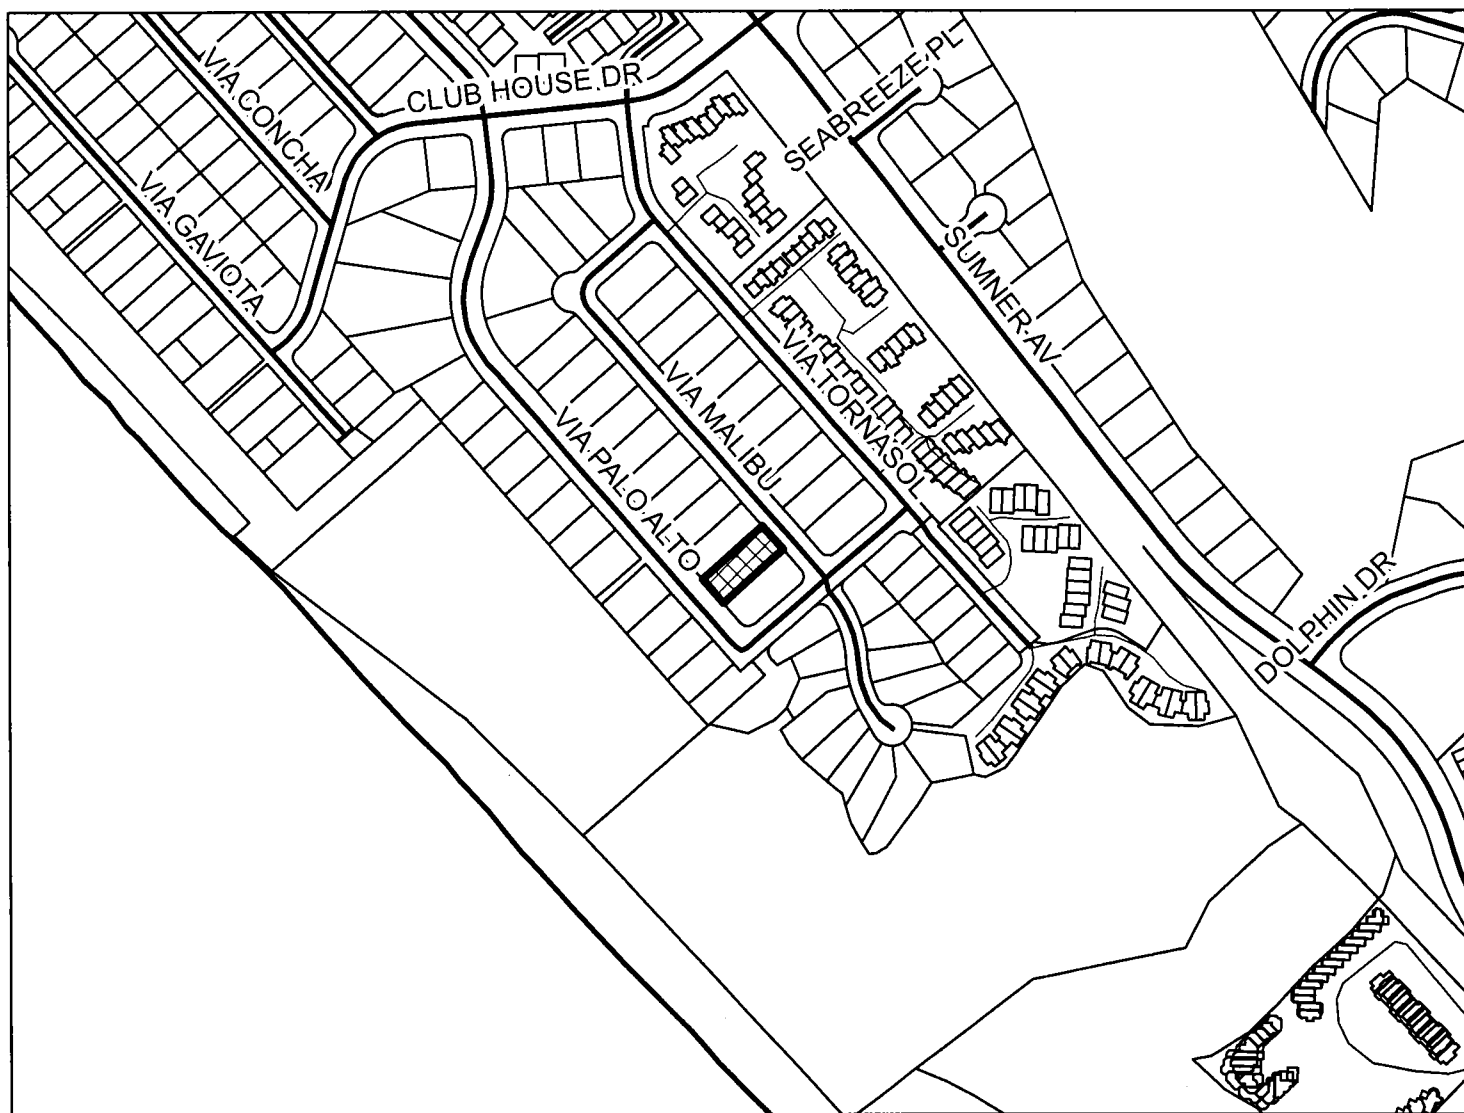 VIA CONCHA
CLUB HOUSE DR
SEABREEZE PL
VIA GAVIOTA
SUMNER AV
VIA TORNASOL
VIA MALIBU
VIA PALO ALTO
DOLPHIN DR